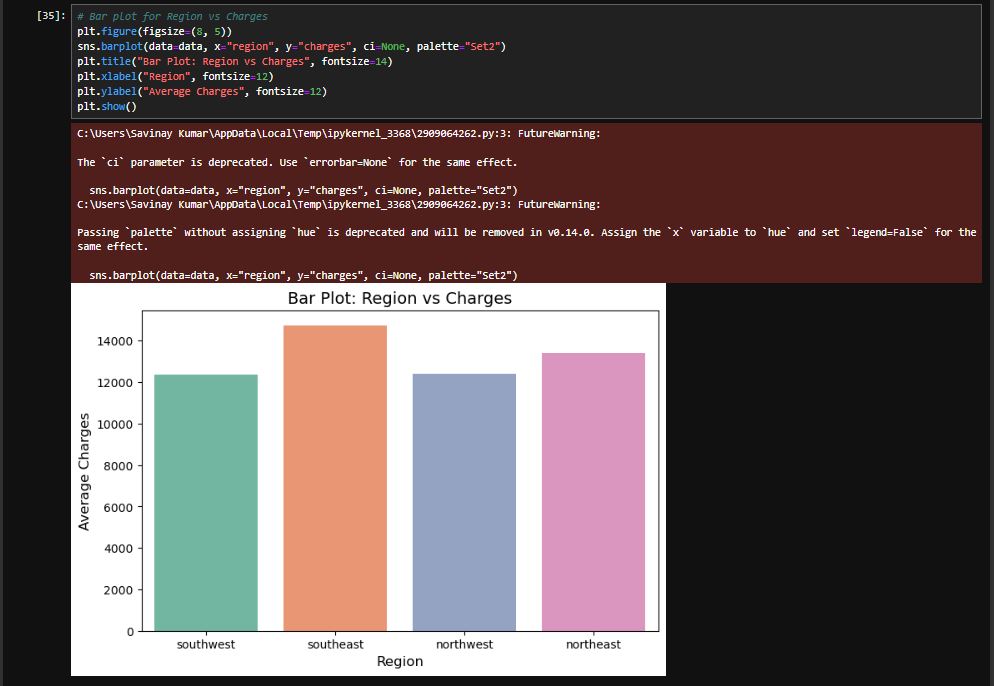 [35]:
# Bar plot for Region vs Charges
plt.figure(figsize=(8, 5))
sns.barplot(data=data, x="region", y="charges", ci=None, palette="Set2")
plt.title("Bar Plot: Region vs Charges", fontsize=14)
plt.xlabel("Region", fontsize=12)
plt.ylabel("Average Charges", fontsize=12)
plt.show()
C:\Users\Savinay Kumar\AppData\Local\Temp\ipykernel_3368\2909064262.py:3: FutureWarning:
The `ci` parameter is deprecated. Use `errorbar=None` for the same effect.
sns.barplot(data=data, x="region", y="charges", ci=None, palette="Set2")
C:\Users\Savinay Kumar\AppData\Local\Temp\ipykernel_3368\2909064262.py:3: FutureWarning:
Passing `palette` without assigning `hue` is deprecated and will be removed in v0.14.0. Assign the `x` variable to `hue` and set `legend=False` for the
same effect.
sns.barplot(data=data, x="region", y="charges", ci=None, palette="Set2")
Bar Plot: Region vs Charges
Average Charges
14000
12000
10000
8000
6000
4000
2000
0
southwest southeast northwest northeast
Region